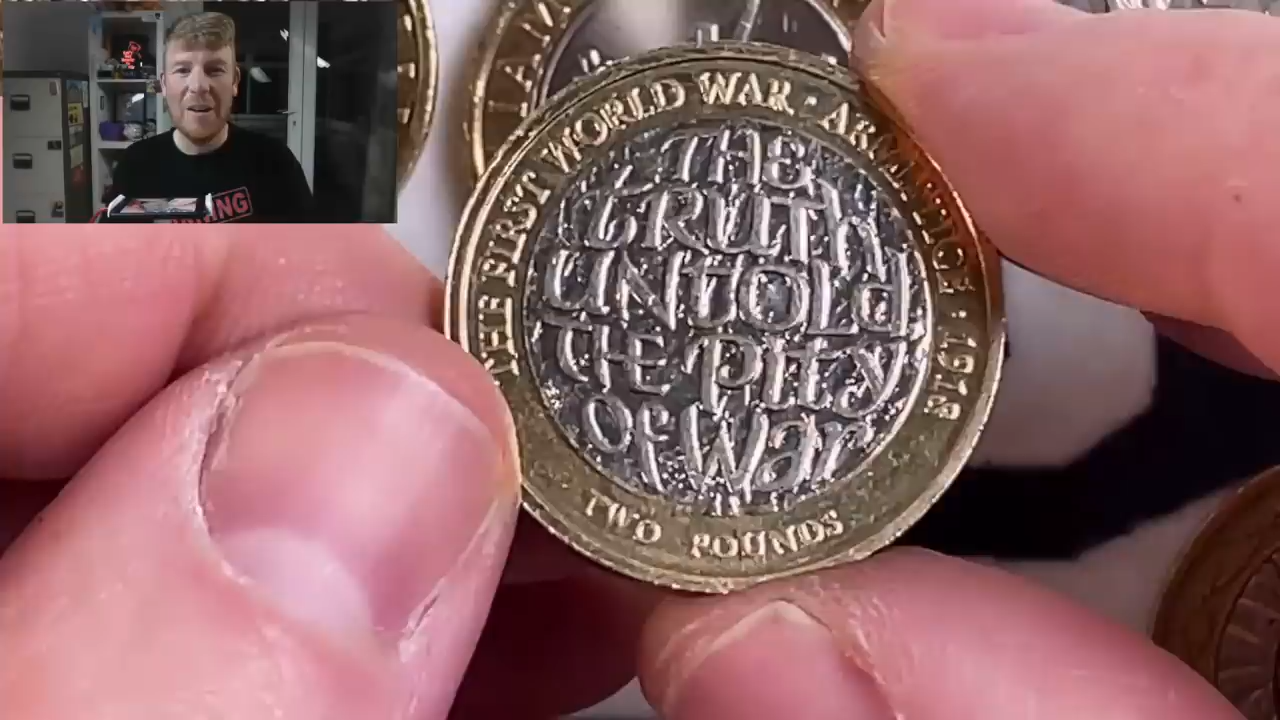 THE FIRST WORLD WAR · ARMISTICE · 1918
THE
TRUTH
UNTOLD
THE PITY
OF WAR
TWO POUNDS